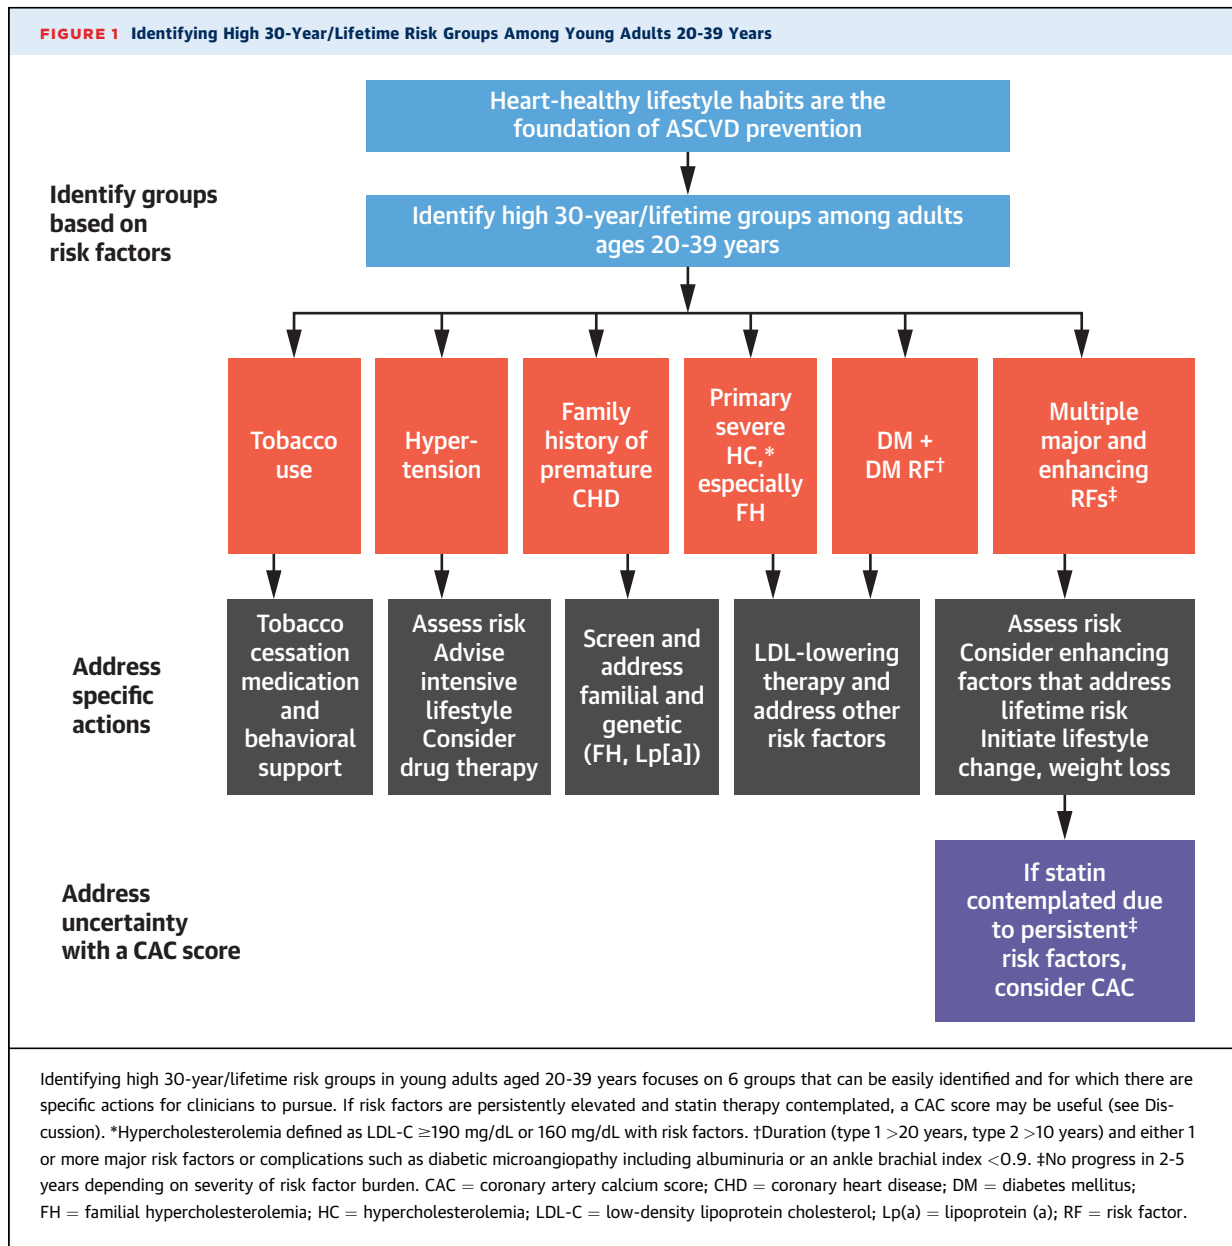 FIGURE 1 Identifying High 30-Year/Lifetime Risk Groups Among Young Adults 20-39 Years
Heart-healthy lifestyle habits are the
foundation of ASCVD prevention
Identify groups
based on
risk factors
Identify high 30-year/lifetime groups among adults
ages 20-39 years
Tobacco
use
Hyper-
tension
Family
history of
premature
CHD
Primary
severe
HC,*
especially
FH
DM +
DM RF†
Multiple
major and
enhancing
RFs‡
Address
specific
actions
Tobacco
cessation
medication
and
behavioral
support
Assess risk
Advise
intensive
lifestyle
Consider
drug therapy
Screen and
address
familial and
genetic
(FH, Lp[a])
LDL-lowering
therapy and
address other
risk factors
Assess risk
Consider enhancing
factors that address
lifetime risk
Initiate lifestyle
change, weight loss
Address
uncertainty
with a CAC score
If statin
contemplated due
to persistent‡
risk factors,
consider CAC
Identifying high 30-year/lifetime risk groups in young adults aged 20-39 years focuses on 6 groups that can be easily identified and for which there are
specific actions for clinicians to pursue. If risk factors are persistently elevated and statin therapy contemplated, a CAC score may be useful (see Dis-
cussion). *Hypercholesterolemia defined as LDL-C ≥190 mg/dL or 160 mg/dL with risk factors. †Duration (type 1 >20 years, type 2 >10 years) and either 1
or more major risk factors or complications such as diabetic microangiopathy including albuminuria or an ankle brachial index <0.9. ‡No progress in 2-5
years depending on severity of risk factor burden. CAC = coronary artery calcium score; CHD = coronary heart disease; DM = diabetes mellitus;
FH = familial hypercholesterolemia; HC = hypercholesterolemia; LDL-C = low-density lipoprotein cholesterol; Lp(a) = lipoprotein (a); RF = risk factor.